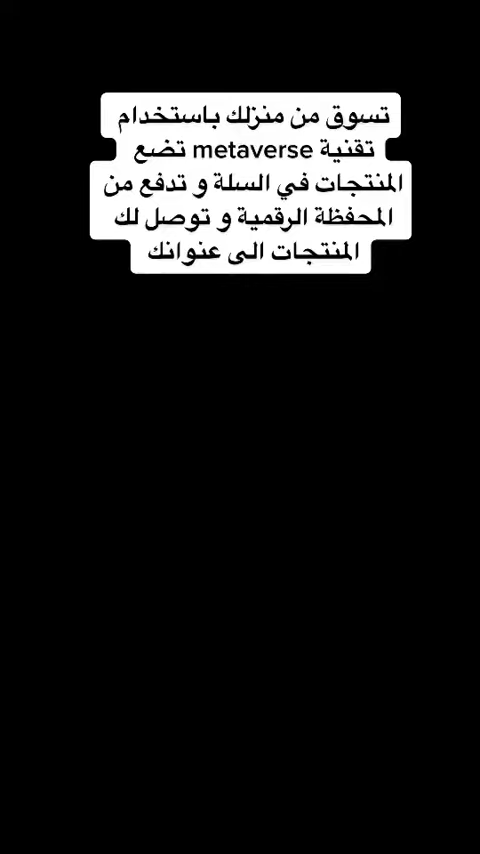 تسوق من منزلك باستخدام
تقنية metaverse تضع
المنتجات في السلة و تدفع من
المحفظة الرقمية و توصل لك
المنتجات الى عنوانك